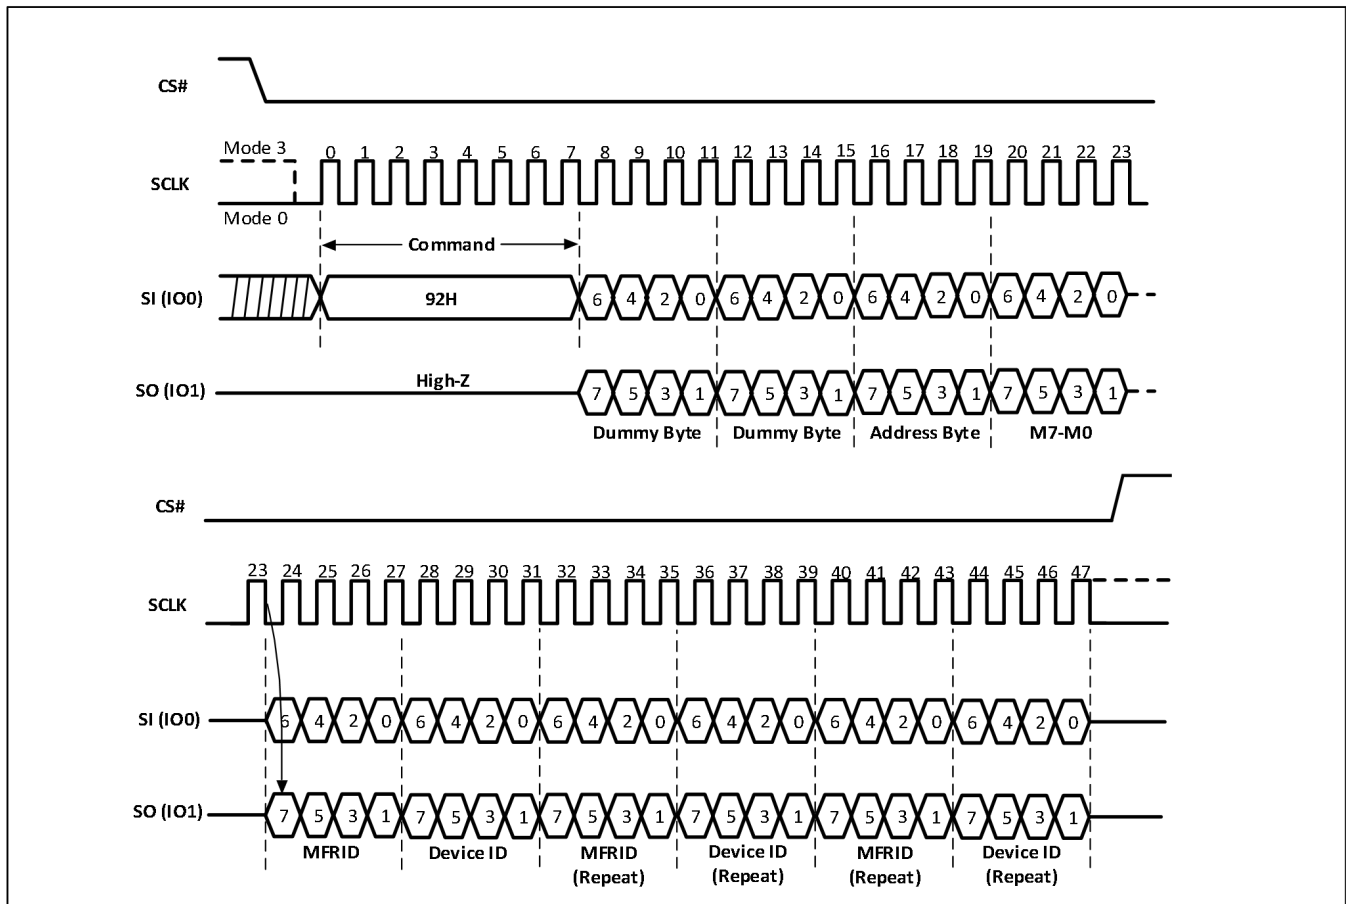 CS#
Mode 3
0 1 2 3 4 5 6 7 8 9 10 11 12 13 14 15 16 17 18 19 20 21 22 23
SCLK
Mode 0
Command
SI (IO0) 92H 6 4 2 0 6 4 2 0 6 4 2 0 6 4 2 0
High-Z
SO (IO1) 7 5 3 1 7 5 3 1 7 5 3 1 7 5 3 1
Dummy Byte Dummy Byte Address Byte M7-M0
CS#
23 24 25 26 27 28 29 30 31 32 33 34 35 36 37 38 39 40 41 42 43 44 45 46 47
SCLK
SI (IO0) 6 4 2 0 6 4 2 0 6 4 2 0 6 4 2 0 6 4 2 0 6 4 2 0
SO (IO1) 7 5 3 1 7 5 3 1 7 5 3 1 7 5 3 1 7 5 3 1 7 5 3 1
MFRID Device ID MFRID Device ID MFRID Device ID
(Repeat) (Repeat) (Repeat) (Repeat)